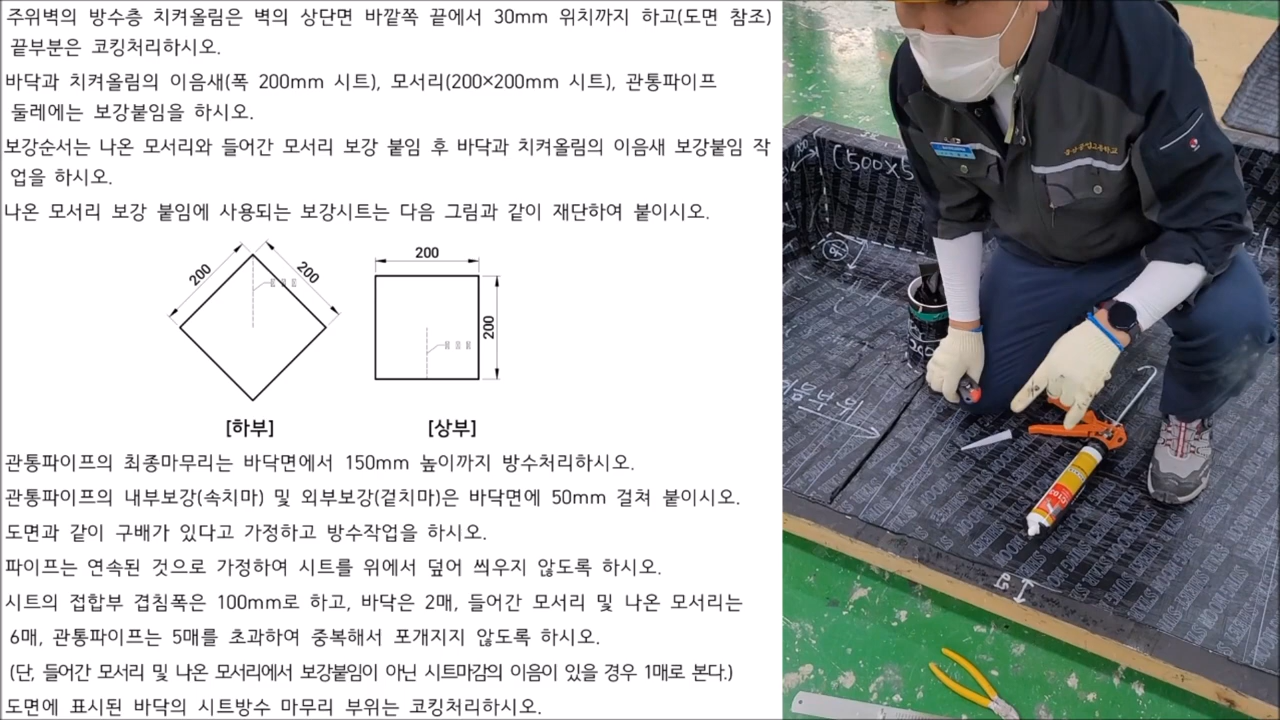 주위벽의 방수층 치켜올림은 벽의 상단면 바깥쪽 끝에서 30mm 위치까지 하고(도면 참조)
끝부분은 코킹처리하시오.
바닥과 치켜올림의 이음새(폭 200mm 시트), 모서리(200×200mm 시트), 관통파이프
둘레에는 보강붙임을 하시오.
보강순서는 나온 모서리와 들어간 모서리 보강 붙임 후 바닥과 치켜올림의 이음새 보강붙임 작
업을 하시오.
나온 모서리 보강 붙임에 사용되는 보강시트는 다음 그림과 같이 재단하여 붙이시오.
200 200
200
200
[하부] [상부]
관통파이프의 최종마무리는 바닥면에서 150mm 높이까지 방수처리하시오.
관통파이프의 내부보강(속치마) 및 외부보강(겉치마)은 바닥면에 50mm 걸쳐 붙이시오.
도면과 같이 구배가 있다고 가정하고 방수작업을 하시오.
파이프는 연속된 것으로 가정하여 시트를 위에서 덮어 씌우지 않도록 하시오.
시트의 접합부 겹침폭은 100mm로 하고, 바닥은 2매, 들어간 모서리 및 나온 모서리는
6매, 관통파이프는 5매를 초과하여 중복해서 포개지지 않도록 하시오.
(단, 들어간 모서리 및 나온 모서리에서 보강붙임이 아닌 시트마감의 이음이 있을 경우 1매로 본다.)
도면에 표시된 바닥의 시트방수 마무리 부위는 코킹처리하시오.
(500×5